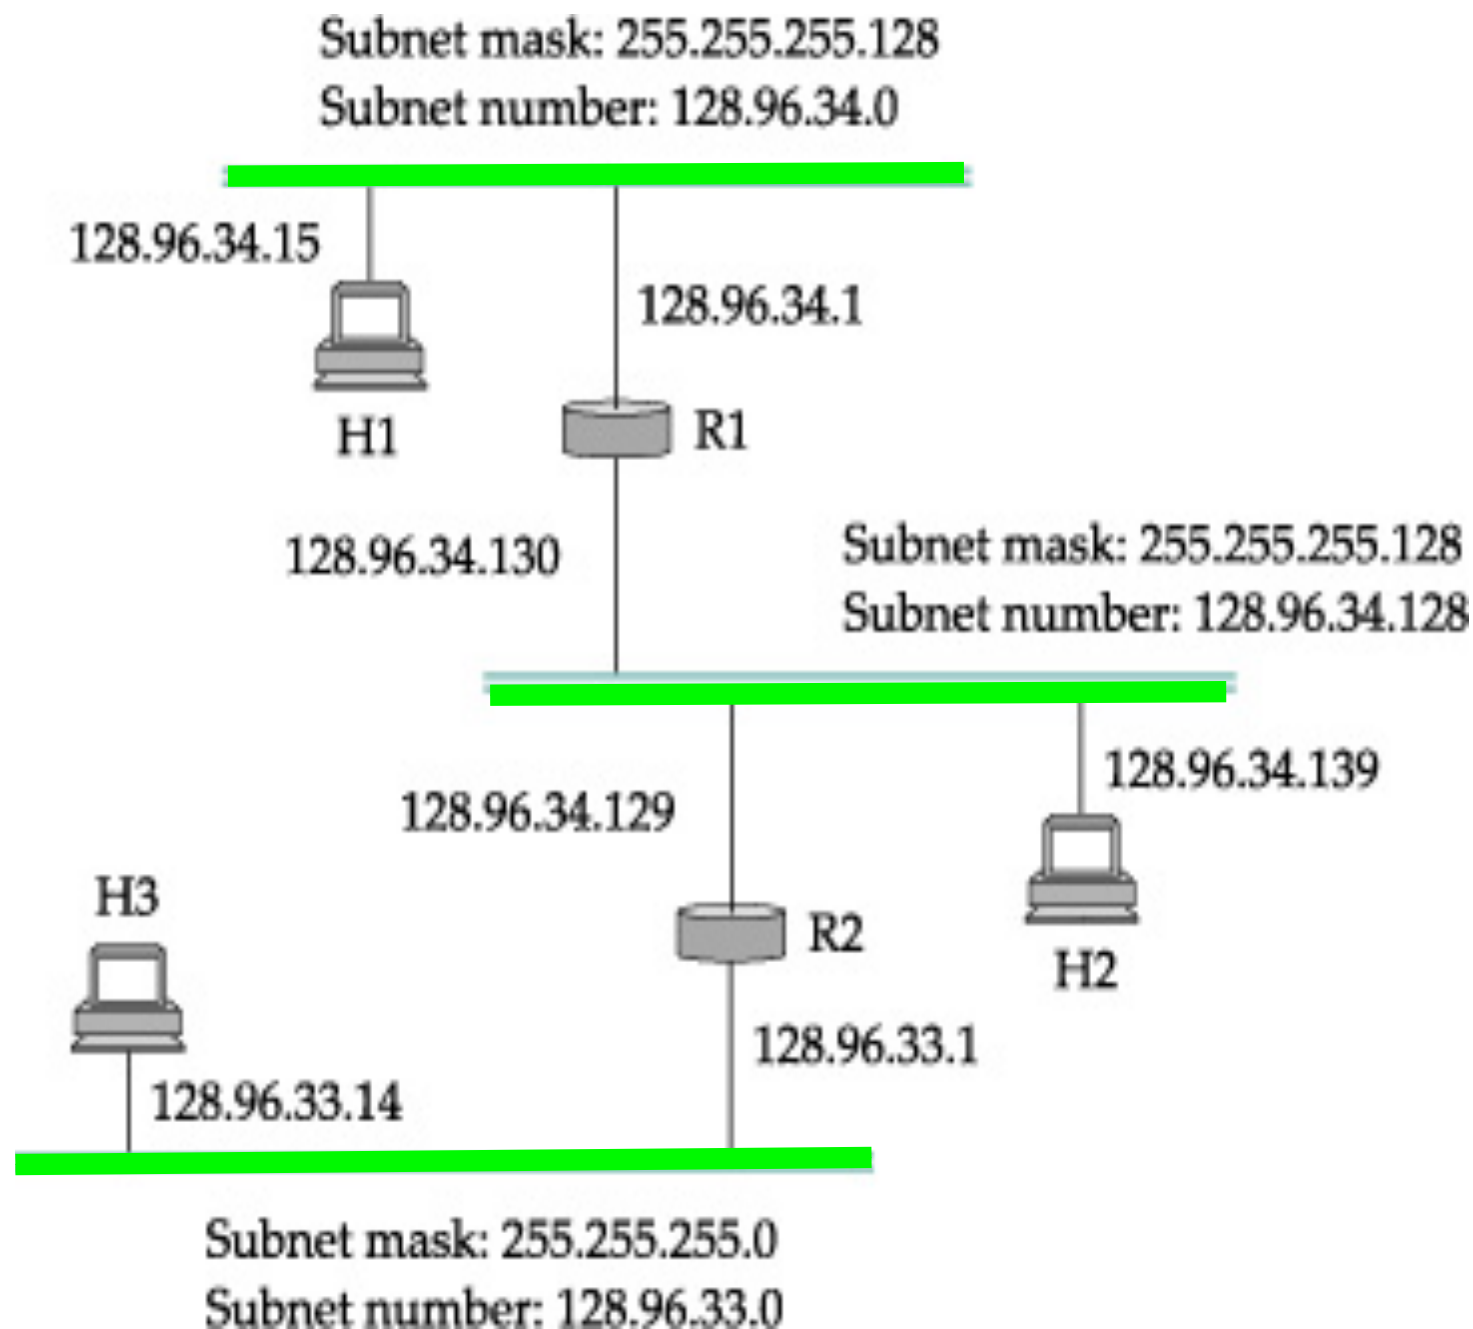 Subnet mask: 255.255.255.128
Subnet number: 128.96.34.0
128.96.34.15
128.96.34.1
H1
R1
128.96.34.130
Subnet mask: 255.255.255.128
Subnet number: 128.96.34.128
128.96.34.139
128.96.34.129
H3
R2
H2
128.96.33.1
128.96.33.14
Subnet mask: 255.255.255.0
Subnet number: 128.96.33.0